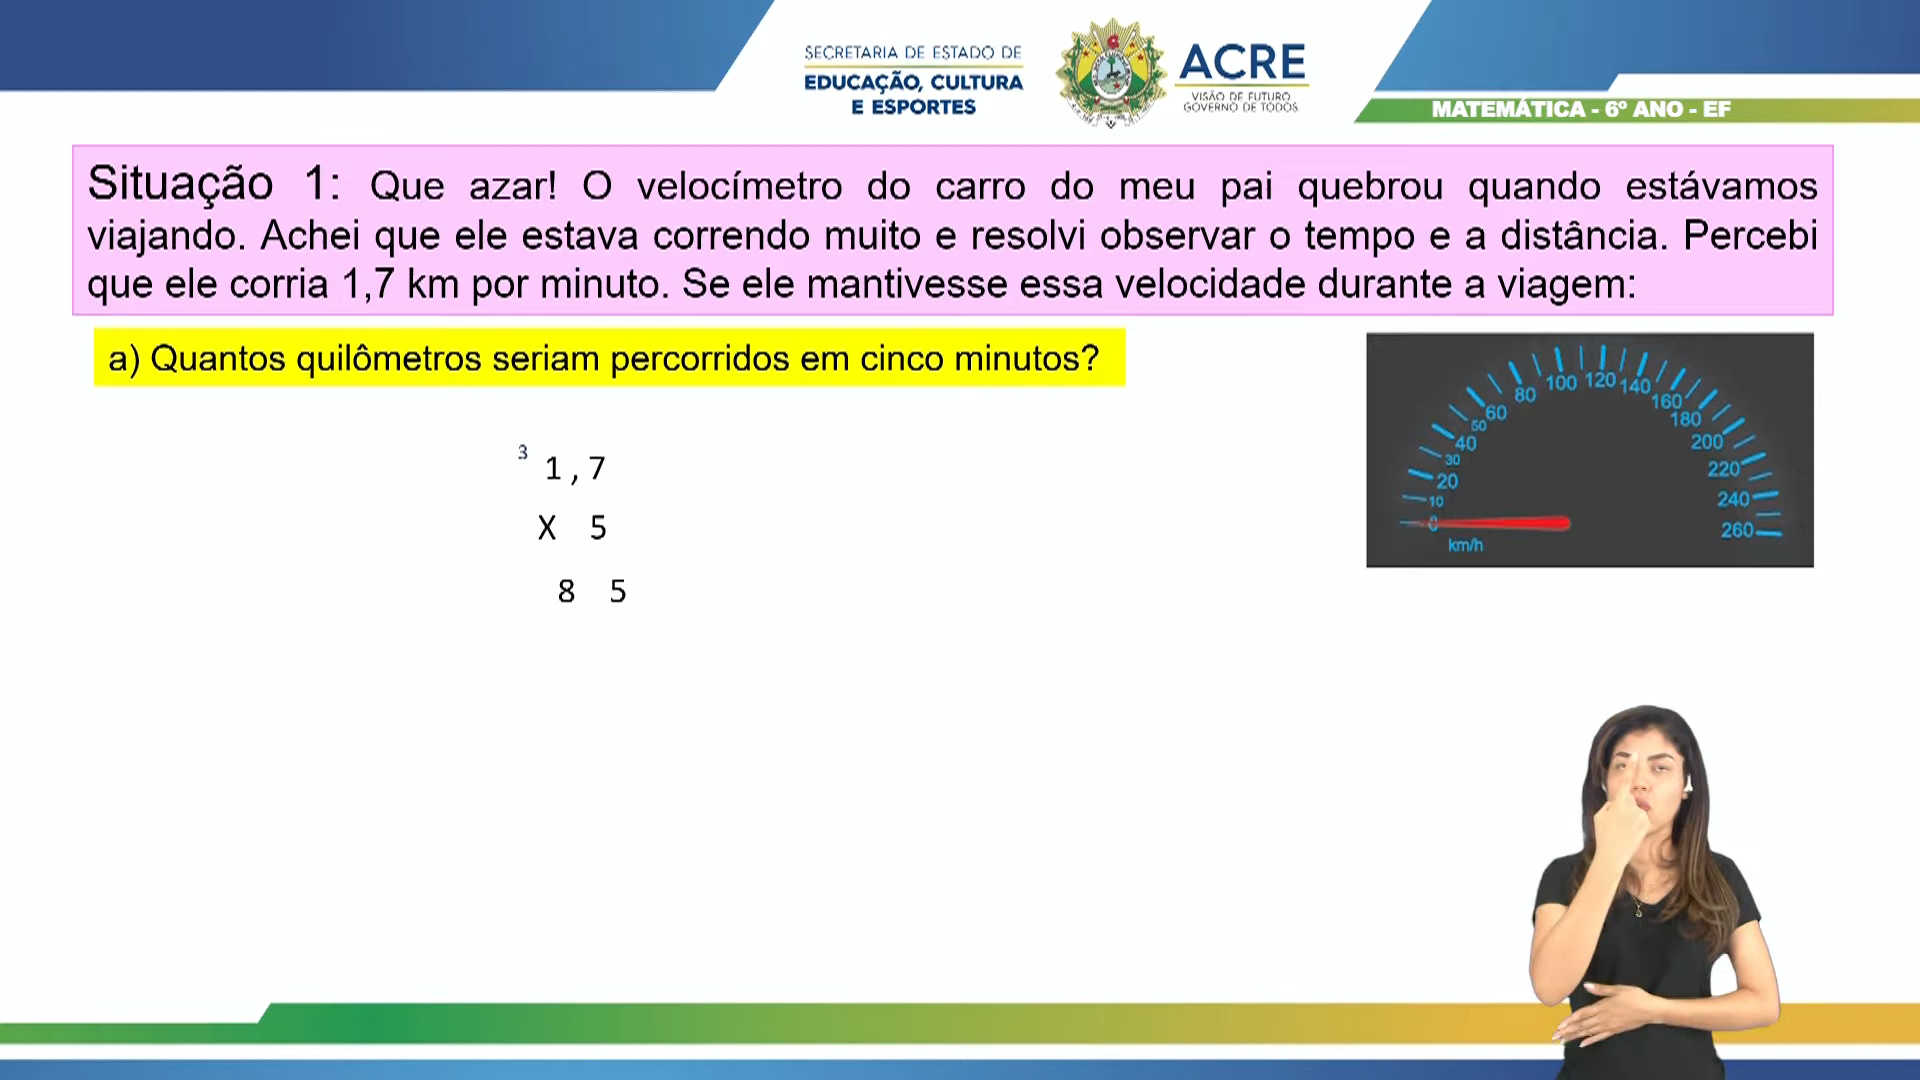 SECRETARIA DE ESTADO DE
EDUCAÇÃO, CULTURA
E ESPORTES
ACRE
VISÃO DE FUTURO
GOVERNO DE TODOS
MATEMÁTICA - 6º ANO - EF
Situação 1: Que azar! O velocímetro do carro do meu pai quebrou quando estávamos
viajando. Achei que ele estava correndo muito e resolvi observar o tempo e a distância. Percebi
que ele corria 1,7 km por minuto. Se ele mantivesse essa velocidade durante a viagem:
a) Quantos quilômetros seriam percorridos em cinco minutos?
3
1 , 7
X 5
8 5
0
10
20
30
40
50
60
80
100
120
140
160
180
200
220
240
260
km/h